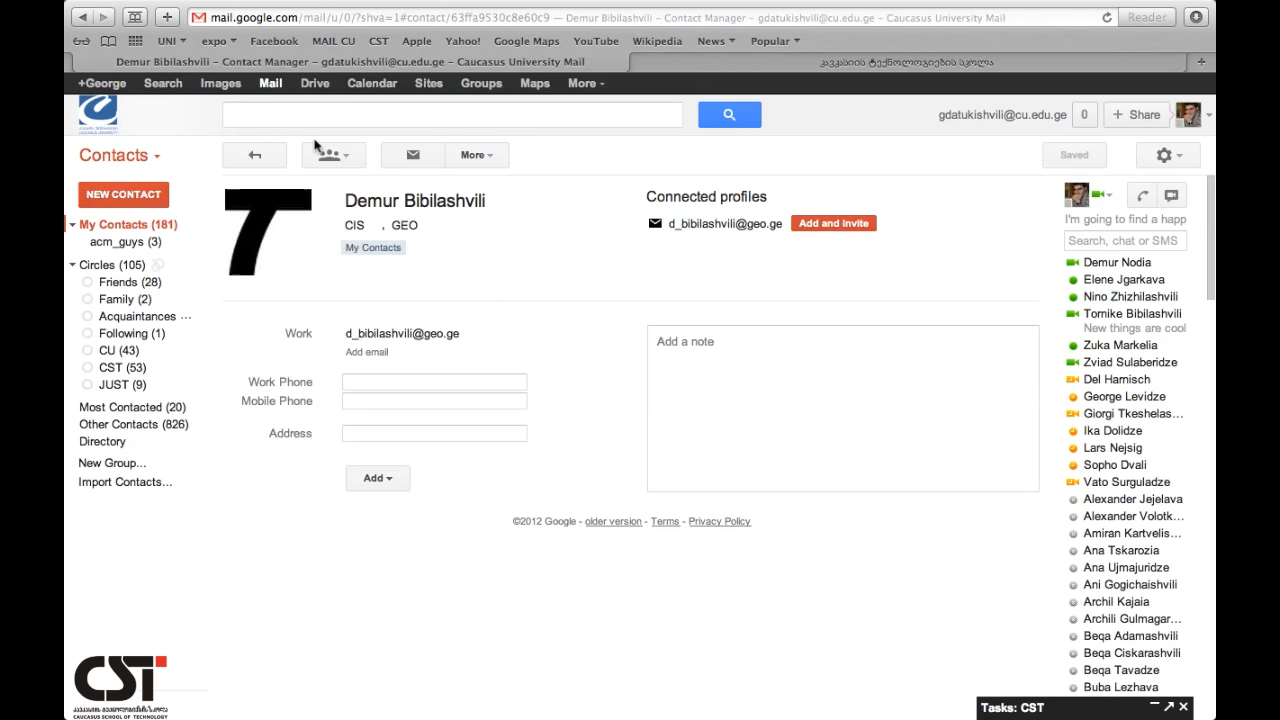 mail.google.com/mail/u/0/?shva=1#contact/63ffa9530c8e60c9 – Demur Bibilashvili – Contact Manager – gdatukishvili@cu.edu.ge – Caucasus University Mail
Reader
UNI expo Facebook MAIL CU CST Apple Yahoo! Google Maps YouTube Wikipedia News Popular
Demur Bibilashvili – Contact Manager – gdatukishvili@cu.edu.ge – Caucasus University Mail
კავკასიის ტექნოლოგიების სკოლა
+George Search Images Mail Drive Calendar Sites Groups Maps More
gdatukishvili@cu.edu.ge 0 + Share
Contacts
More
Saved
NEW CONTACT
My Contacts (181)
acm_guys (3)
Circles (105)
Friends (28)
Family (2)
Acquaintances ...
Following (1)
CU (43)
CST (53)
JUST (9)
Most Contacted (20)
Other Contacts (826)
Directory
New Group...
Import Contacts...
Demur Bibilashvili
CIS , GEO
My Contacts
Connected profiles
d_bibilashvili@geo.ge Add and invite
Work d_bibilashvili@geo.ge
Add email
Work Phone
Mobile Phone
Address
Add
Add a note
©2012 Google - older version - Terms - Privacy Policy
I'm going to find a happ
Search, chat or SMS
Demur Nodia
Elene Jgarkava
Nino Zhizhilashvili
Tornike Bibilashvili
New things are cool
Zuka Markelia
Zviad Sulaberidze
Del Harnisch
George Levidze
Giorgi Tkeshelas...
Ika Dolidze
Lars Nejsig
Sopho Dvali
Vato Surguladze
Alexander Jejelava
Alexander Volotk...
Amiran Kartvelis...
Ana Tskarozia
Ana Ujmajuridze
Ani Gogichaishvili
Archil Kajaia
Archili Gulmagar...
Beqa Adamashvili
Beqa Ciskarashvili
Beqa Tavadze
Buba Lezhava
Tasks: CST
CST
კავკასიის ტექნოლოგიების სკოლა
CAUCASUS SCHOOL OF TECHNOLOGY